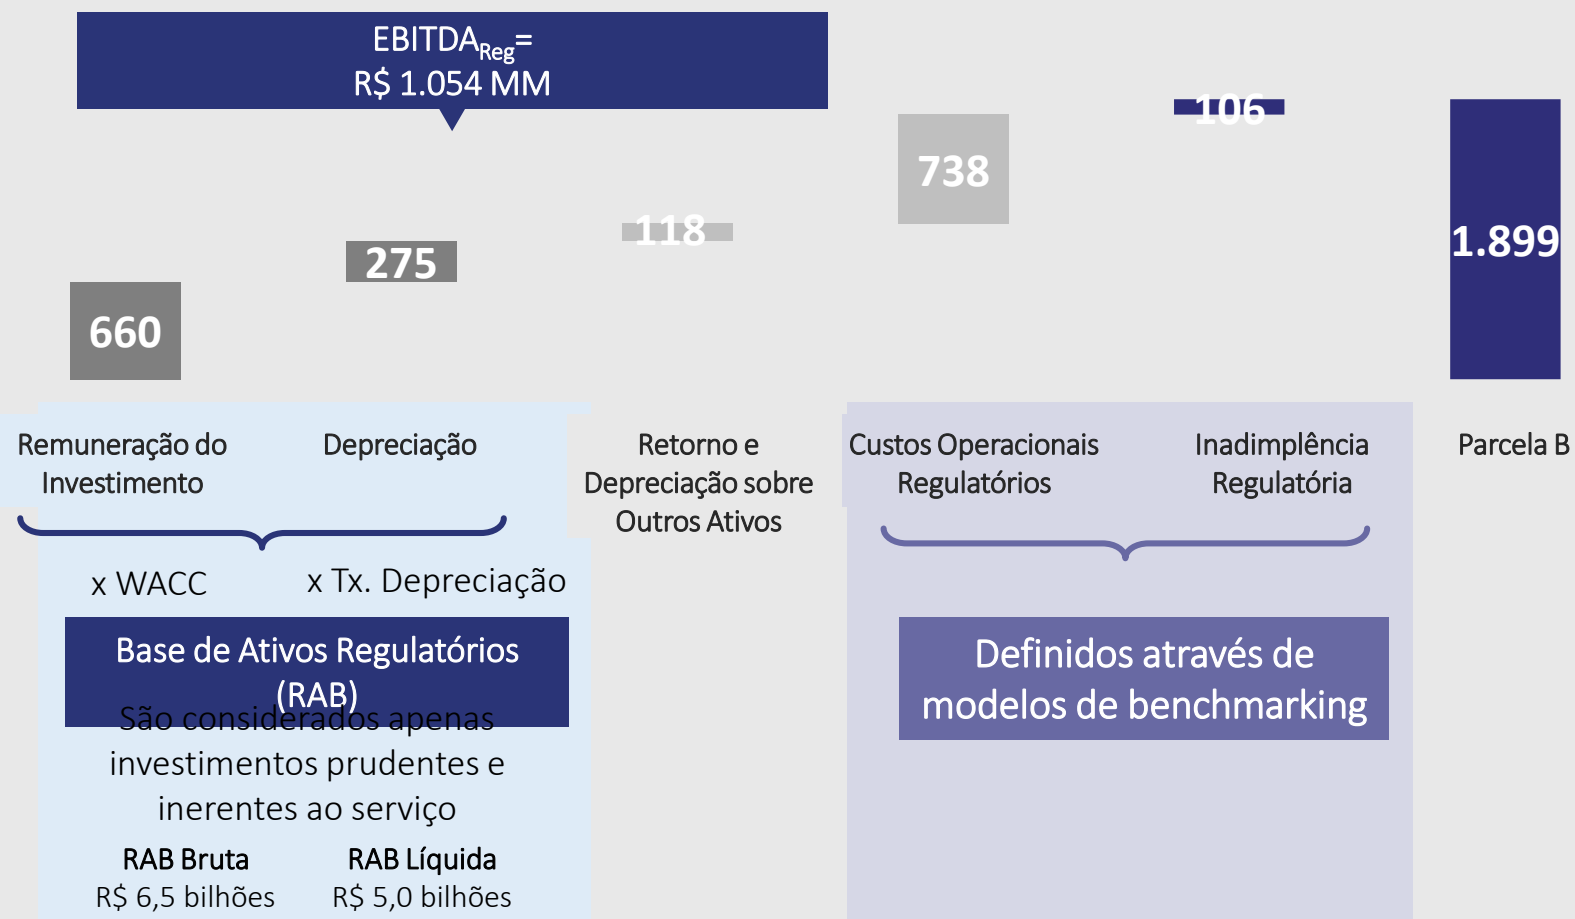 EBITDA Reg=
R$ 1.054 MM
660
275
118
738
106
1.899
Remuneração do
Investimento
Depreciação
Retorno e
Depreciação sobre
Outros Ativos
Custos Operacionais
Regulatórios
Inadimplência
Regulatória
Parcela B
x WACC
x Tx. Depreciação
Base de Ativos Regulatórios
(RAB)
São considerados apenas
investimentos prudentes e
inerentes ao serviço
RAB Bruta
R$ 6,5 bilhões
RAB Líquida
R$ 5,0 bilhões
Definidos através de
modelos de benchmarking